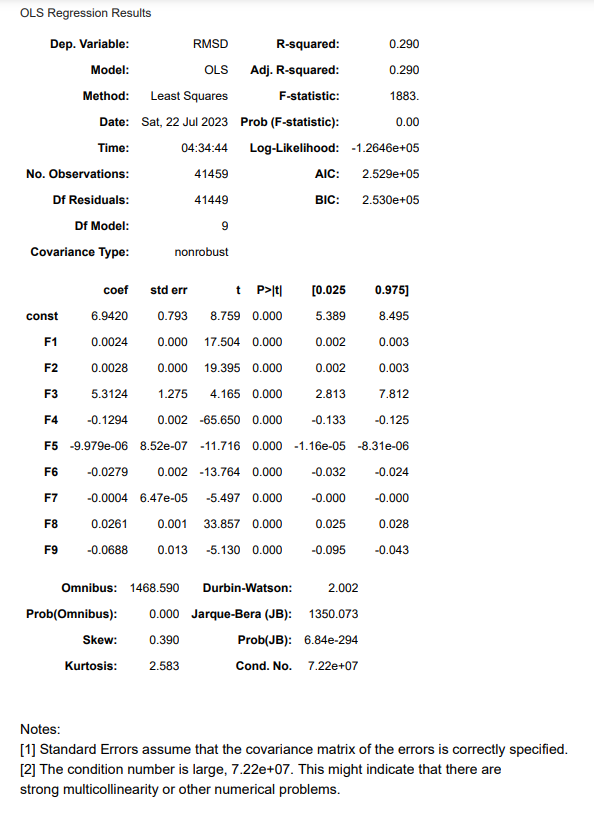 OLS Regression Results
Dep. Variable: RMSD R-squared: 0.290
Model: OLS Adj. R-squared: 0.290
Method: Least Squares F-statistic: 1883.
Date: Sat, 22 Jul 2023 Prob (F-statistic): 0.00
Time: 04:34:44 Log-Likelihood: -1.2646e+05
No. Observations: 41459 AIC: 2.529e+05
Df Residuals: 41449 BIC: 2.530e+05
Df Model: 9
Covariance Type: nonrobust
coef std err t P>|t| [0.025 0.975]
const 6.9420 0.793 8.759 0.000 5.389 8.495
F1 0.0024 0.000 17.504 0.000 0.002 0.003
F2 0.0028 0.000 19.395 0.000 0.002 0.003
F3 5.3124 1.275 4.165 0.000 2.813 7.812
F4 -0.1294 0.002 -65.650 0.000 -0.133 -0.125
F5 -9.979e-06 8.52e-07 -11.716 0.000 -1.16e-05 -8.31e-06
F6 -0.0279 0.002 -13.764 0.000 -0.032 -0.024
F7 -0.0004 6.47e-05 -5.497 0.000 -0.000 -0.000
F8 0.0261 0.001 33.857 0.000 0.025 0.028
F9 -0.0688 0.013 -5.130 0.000 -0.095 -0.043
Omnibus: 1468.590 Durbin-Watson: 2.002
Prob(Omnibus): 0.000 Jarque-Bera (JB): 1350.073
Skew: 0.390 Prob(JB): 6.84e-294
Kurtosis: 2.583 Cond. No. 7.22e+07
Notes:
[1] Standard Errors assume that the covariance matrix of the errors is correctly specified.
[2] The condition number is large, 7.22e+07. This might indicate that there are
strong multicollinearity or other numerical problems.